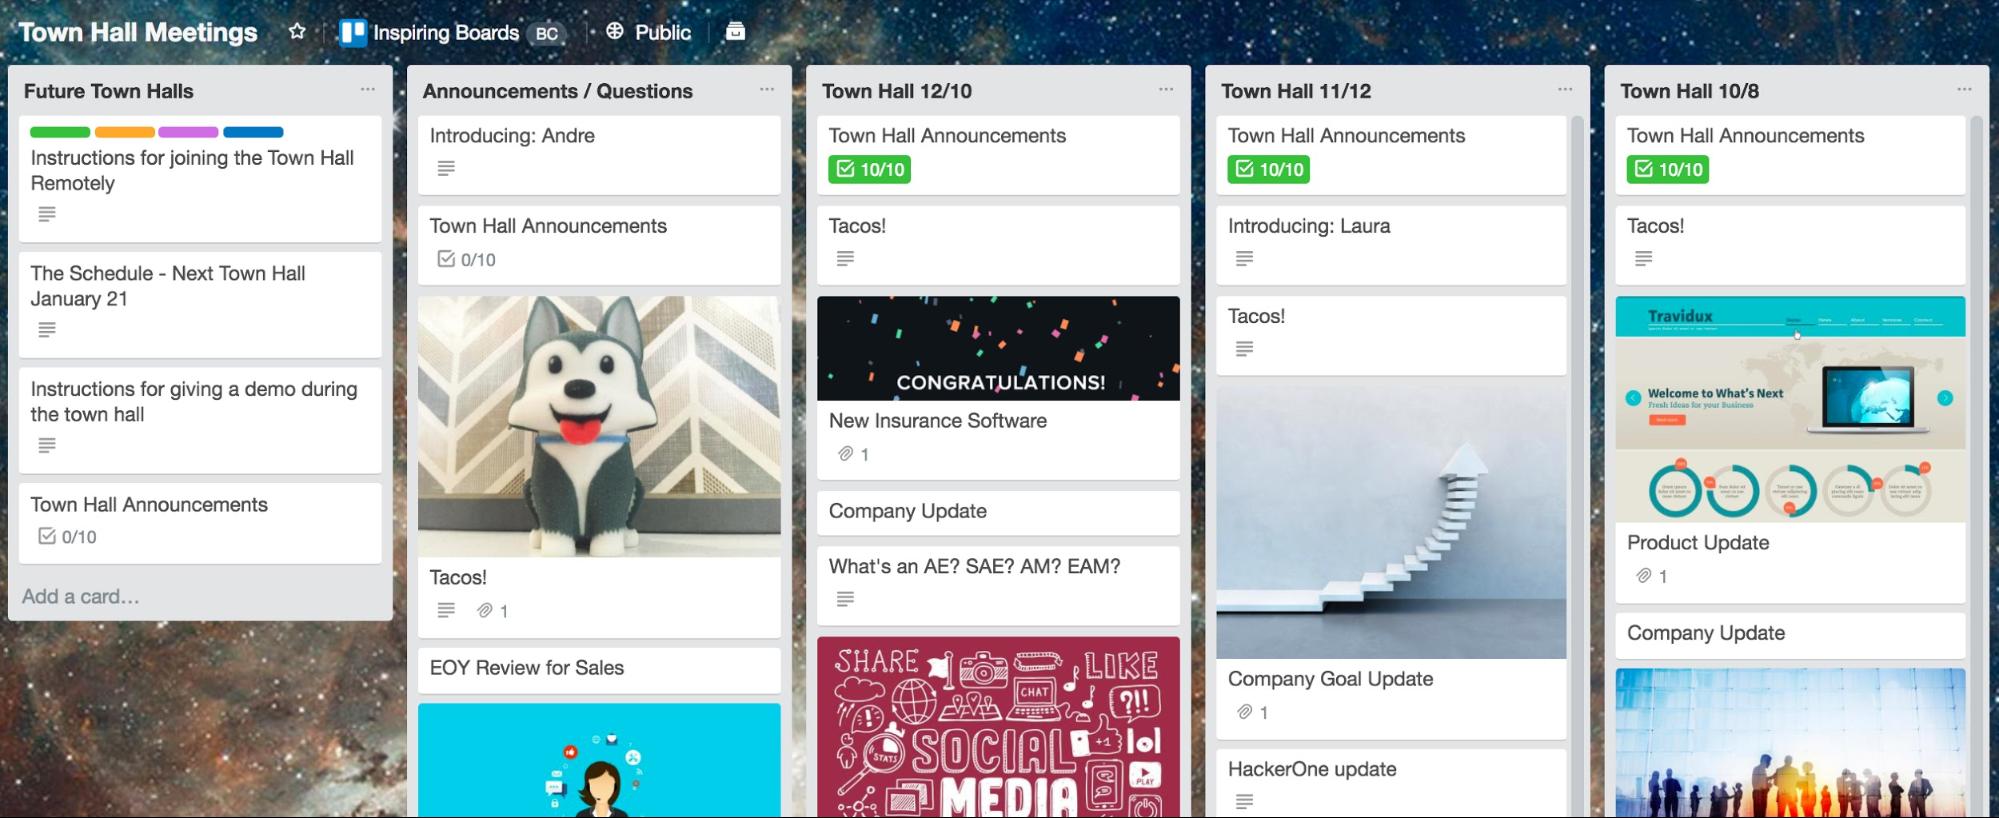 Town Hall Meetings
Inspiring Boards BC
Public
Future Town Halls
Instructions for joining the Town Hall
Remotely
The Schedule - Next Town Hall
January 21
Instructions for giving a demo during
the town hall
Town Hall Announcements
0/10
Add a card…
Announcements / Questions
Introducing: Andre
Town Hall Announcements
0/10
Tacos!
1
EOY Review for Sales
Town Hall 12/10
Town Hall Announcements
10/10
Tacos!
CONGRATULATIONS!
New Insurance Software
1
Company Update
What's an AE? SAE? AM? EAM?
SHARE
LIKE
CHAT
?!!
STATS
SOCIAL
+1
lol
MEDIA
PLAY
Town Hall 11/12
Town Hall Announcements
10/10
Introducing: Laura
Tacos!
Company Goal Update
1
HackerOne update
Town Hall 10/8
Town Hall Announcements
10/10
Tacos!
Travidux
Welcome to What's Next
Fresh Ideas for your Business
Product Update
1
Company Update